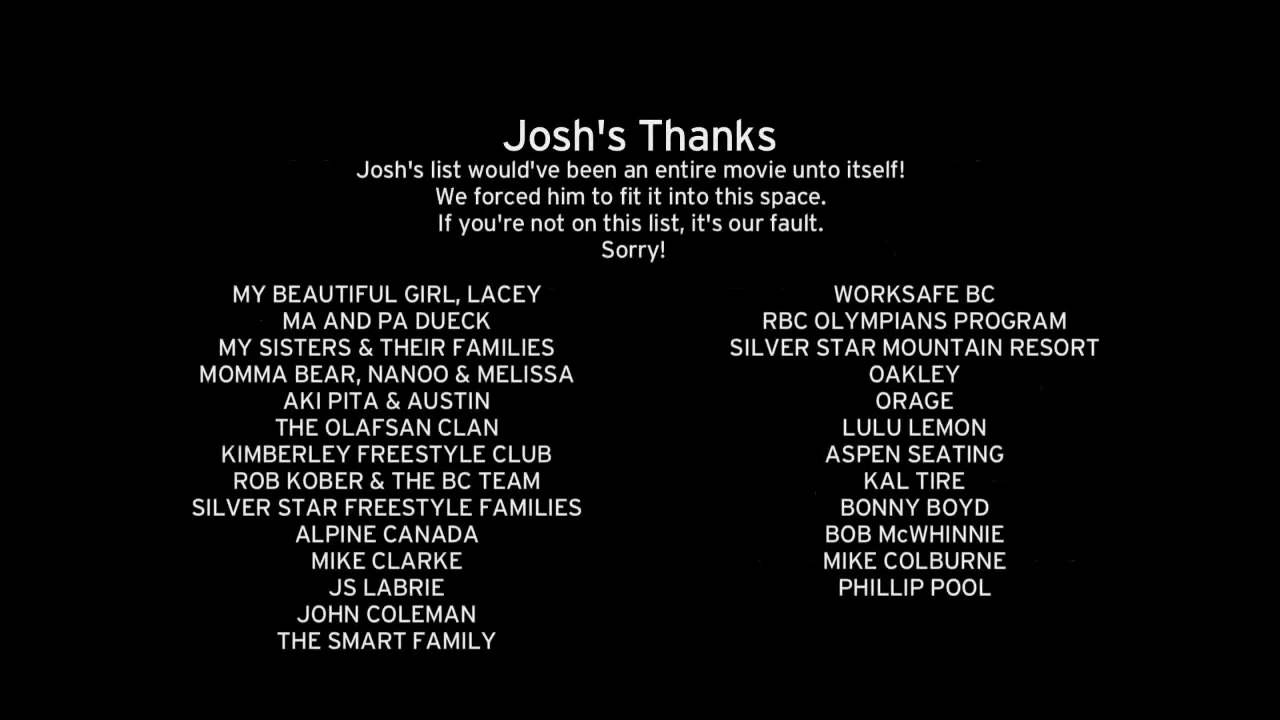 Josh's Thanks
Josh's list would've been an entire movie unto itself!
We forced him to fit it into this space.
If you're not on this list, it's our fault.
Sorry!
MY BEAUTIFUL GIRL, LACEY
MA AND PA DUECK
MY SISTERS & THEIR FAMILIES
MOMMA BEAR, NANOO & MELISSA
AKI PITA & AUSTIN
THE OLAFSAN CLAN
KIMBERLEY FREESTYLE CLUB
ROB KOBER & THE BC TEAM
SILVER STAR FREESTYLE FAMILIES
ALPINE CANADA
MIKE CLARKE
JS LABRIE
JOHN COLEMAN
THE SMART FAMILY
WORKSAFE BC
RBC OLYMPIANS PROGRAM
SILVER STAR MOUNTAIN RESORT
OAKLEY
ORAGE
LULU LEMON
ASPEN SEATING
KAL TIRE
BONNY BOYD
BOB McWHINNIE
MIKE COLBURNE
PHILLIP POOL